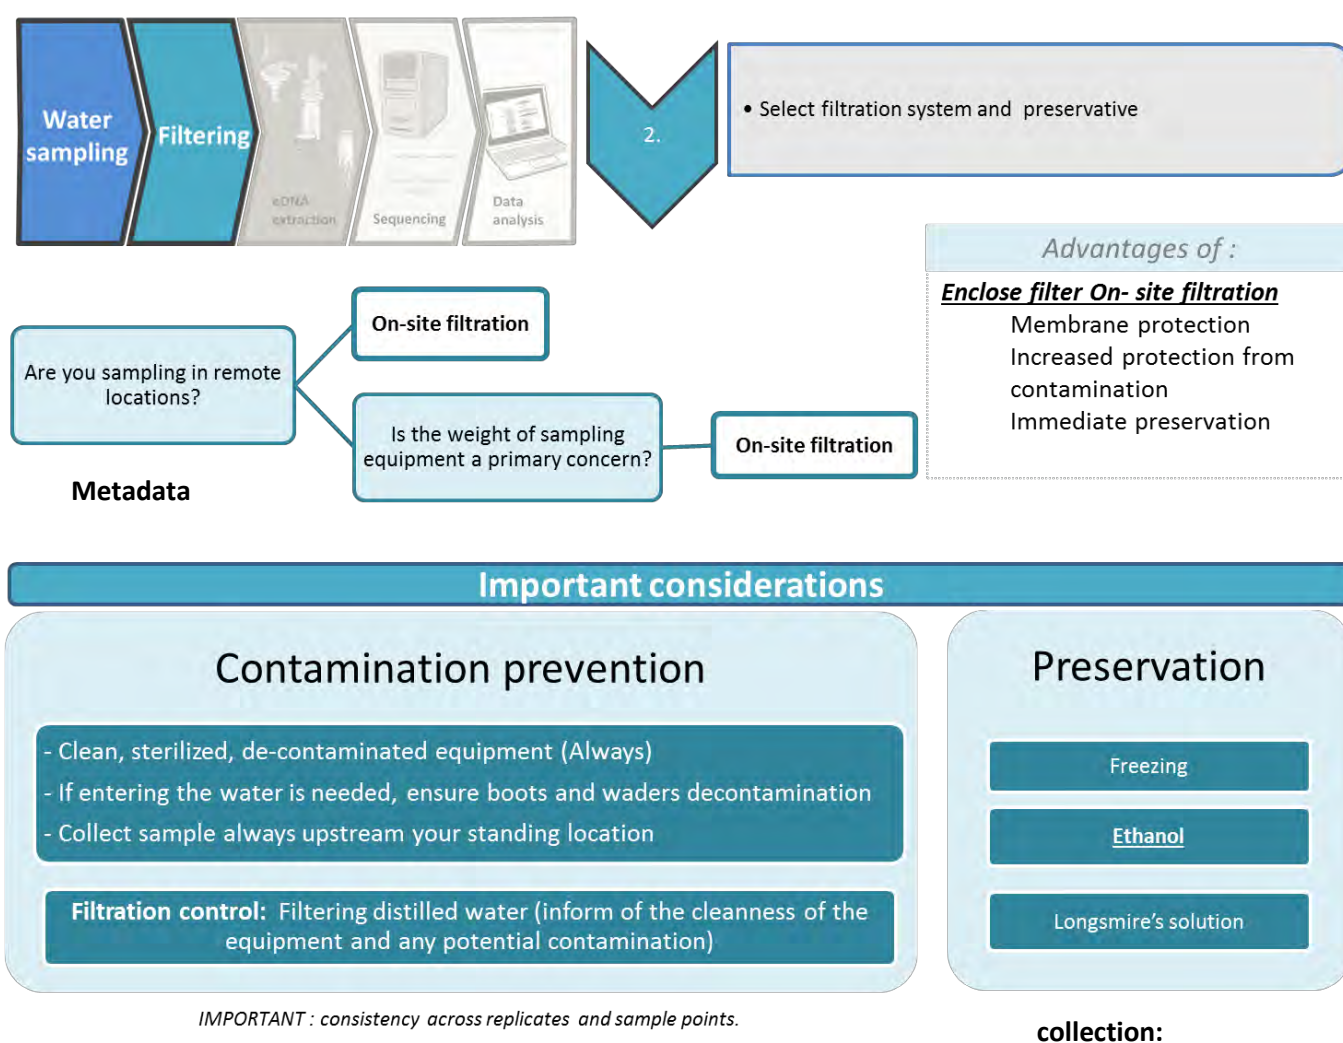 Water
sampling
Filtering
eDNA
extraction
Sequencing
Data
analysis
2.
• Select filtration system and preservative
Advantages of :
Enclose filter On- site filtration
Membrane protection
Increased protection from
contamination
Immediate preservation
Are you sampling in remote
locations?
On-site filtration
Is the weight of sampling
equipment a primary concern?
On-site filtration
Metadata
Important considerations
Contamination prevention
- Clean, sterilized, de-contaminated equipment (Always)
- If entering the water is needed, ensure boots and waders decontamination
- Collect sample always upstream your standing location
Filtration control: Filtering distilled water (inform of the cleanness of the
equipment and any potential contamination)
Preservation
Freezing
Ethanol
Longsmire's solution
IMPORTANT : consistency across replicates and sample points.
collection: